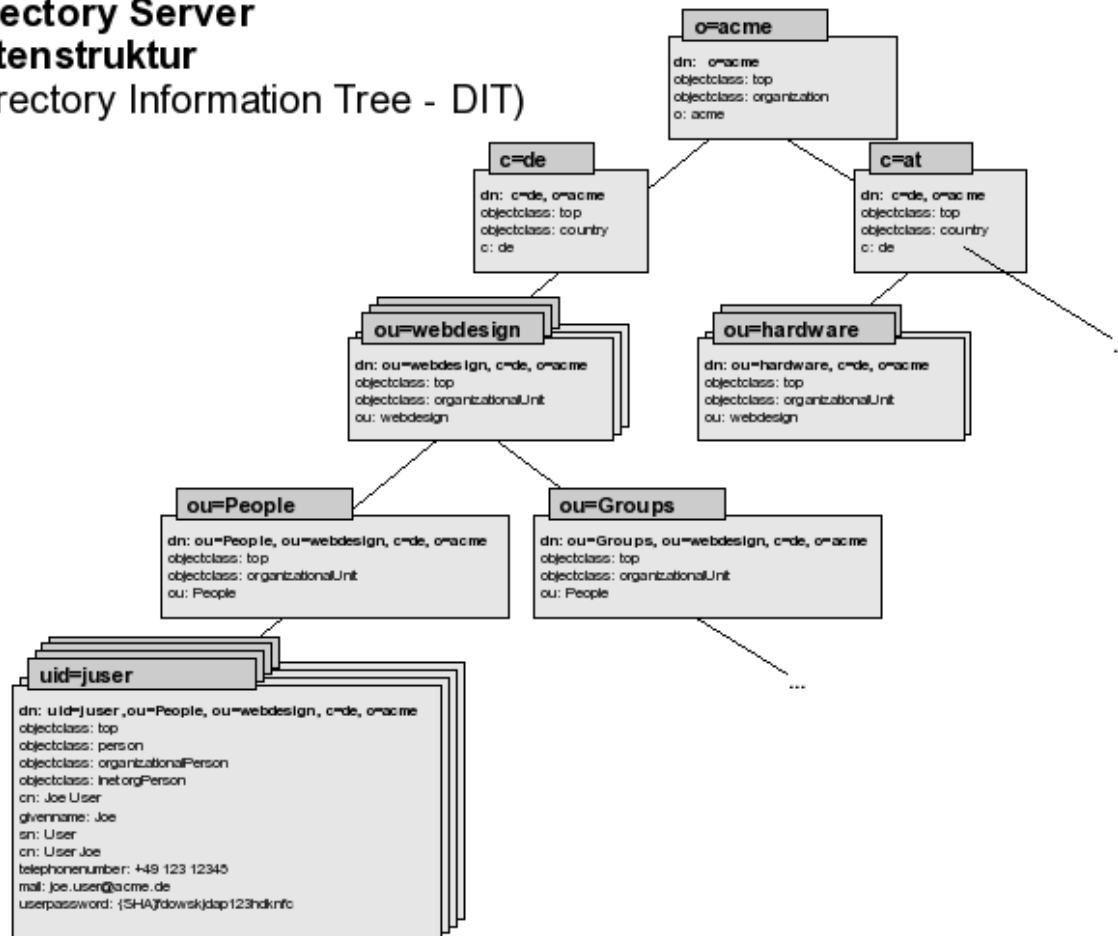 ectory Server
tenstruktur
rectory Information Tree - DIT)
o=acme
dn: o=acme
objectclass: top
objectclass: organization
o: acme
c=de
dn: c=de, o=acme
objectclass: top
objectclass: country
c: de
c=at
dn: c=de, o=acme
objectclass: top
objectclass: country
c: de
...
ou=webdesign
dn: ou=webdesign, c=de, o=acme
objectclass: top
objectclass: organizationalUnit
ou: webdesign
ou=hardware
dn: ou=hardware, c=de, o=acme
objectclass: top
objectclass: organizationalUnit
ou: webdesign
ou=People
dn: ou=People, ou=webdesign, c=de, o=acme
objectclass: top
objectclass: organizationalUnit
ou: People
ou=Groups
dn: ou=Groups, ou=webdesign, c=de, o=acme
objectclass: top
objectclass: organizationalUnit
ou: People
...
uid=juser
dn: uid=juser ,ou=People, ou=webdesign, c=de, o=acme
objectclass: top
objectclass: person
objectclass: organizationalPerson
objectclass: inetorgPerson
cn: Joe User
givenname: Joe
sn: User
cn: User Joe
telephonenumber: +49 123 12345
mail: joe.user@acme.de
userpassword: {SHA}fdowskjdap123hdknfc